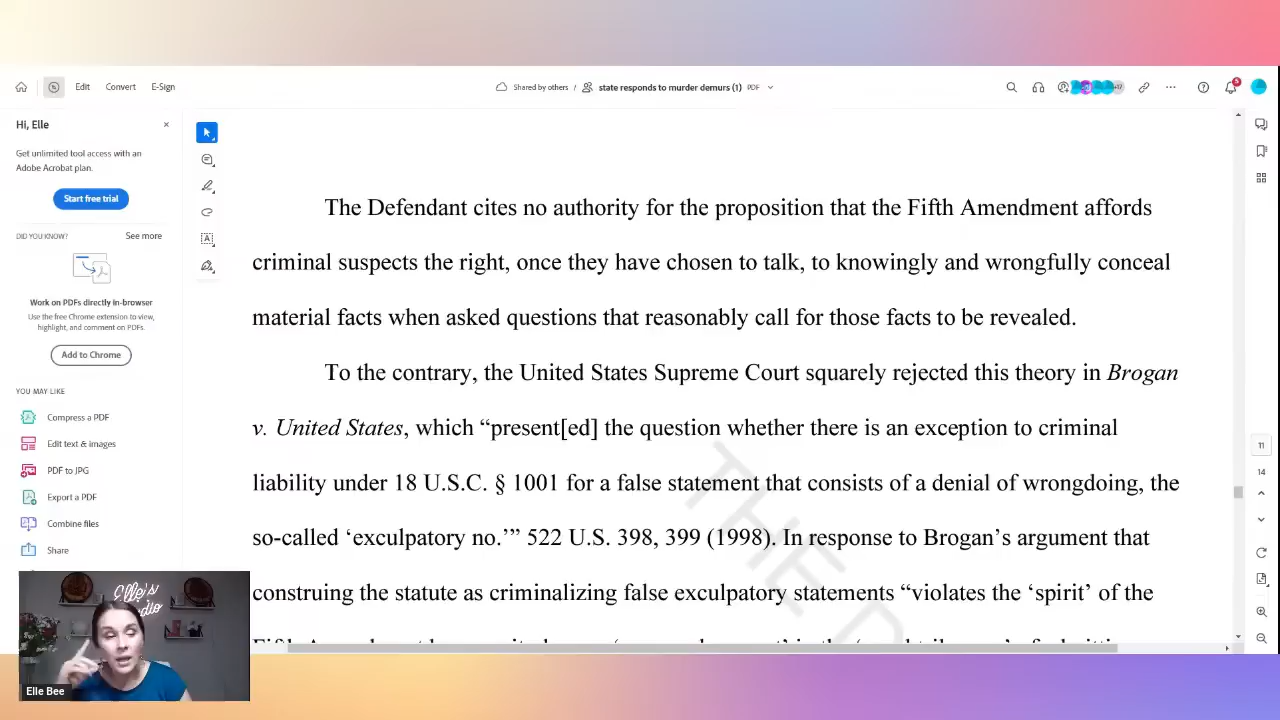 Edit
Convert
E-Sign
Shared by others / state responds to murder demurs (1) PDF
+12
5
Hi, Elle
Get unlimited tool access with an
Adobe Acrobat plan.
Start free trial
DID YOU KNOW?
See more
Work on PDFs directly in-browser
Use the free Chrome extension to view,
highlight, and comment on PDFs.
Add to Chrome
YOU MAY LIKE
Compress a PDF
Edit text & images
PDF to JPG
Export a PDF
Combine files
Share
The Defendant cites no authority for the proposition that the Fifth Amendment affords
criminal suspects the right, once they have chosen to talk, to knowingly and wrongfully conceal
material facts when asked questions that reasonably call for those facts to be revealed.
To the contrary, the United States Supreme Court squarely rejected this theory in Brogan
v. United States, which “present[ed] the question whether there is an exception to criminal
liability under 18 U.S.C. § 1001 for a false statement that consists of a denial of wrongdoing, the
so-called ‘exculpatory no.’” 522 U.S. 398, 399 (1998). In response to Brogan’s argument that
construing the statute as criminalizing false exculpatory statements “violates the ‘spirit’ of the
THE D
11
14
Elle's
Studio
Elle Bee